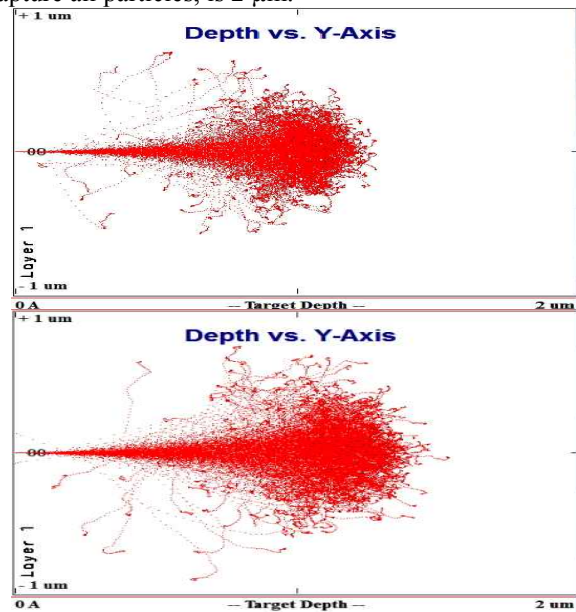 apture all particles, is 2 μm.
+ 1 um
Depth vs. Y-Axis
00
Layer 1
- 1 um
0 A -- Target Depth -- 2 um
+ 1 um
Depth vs. Y-Axis
00
Layer 1
- 1 um
0 A -- Target Depth -- 2 um